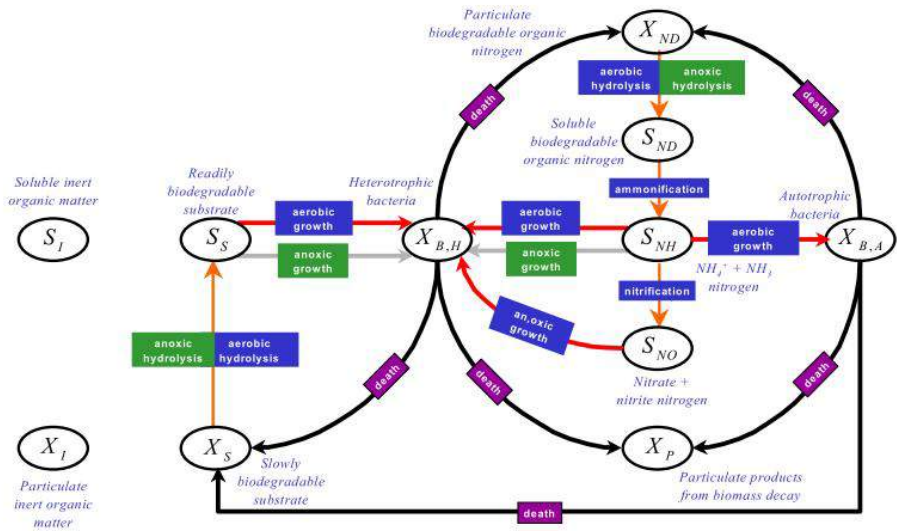 Particulate
biodegradable organic
nitrogen
X_ND
aerobic
hydrolysis
anoxic
hydrolysis
death
death
Soluble
biodegradable
organic nitrogen
S_ND
ammonification
Soluble inert
organic matter
S_I
Readily
biodegradable
substrate
S_S
aerobic
growth
anoxic
growth
Heterotrophic
bacteria
X_B,H
aerobic
growth
anoxic
growth
S_NH
aerobic
growth
NH₄⁺ + NH₃
nitrogen
Autotrophic
bacteria
X_B,A
nitrification
an,oxic
growth
S_NO
Nitrate +
nitrite nitrogen
anoxic
hydrolysis
aerobic
hydrolysis
death
death
death
X_I
Particulate
inert organic
matter
X_S
Slowly
biodegradable
substrate
X_P
Particulate products
from biomass decay
death